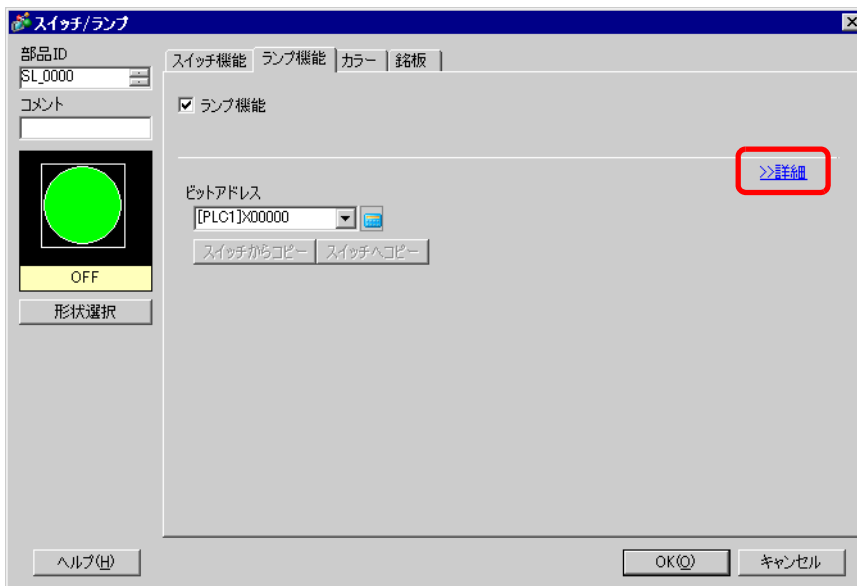 スイッチ/ランプ
部品ID
SL_0000
コメント
OFF
形状選択
スイッチ機能 ランプ機能 カラー 銘板
ランプ機能
>>詳細
ビットアドレス
[PLC1]X00000
スイッチからコピー スイッチへコピー
ヘルプ(H) OK(O) キャンセル